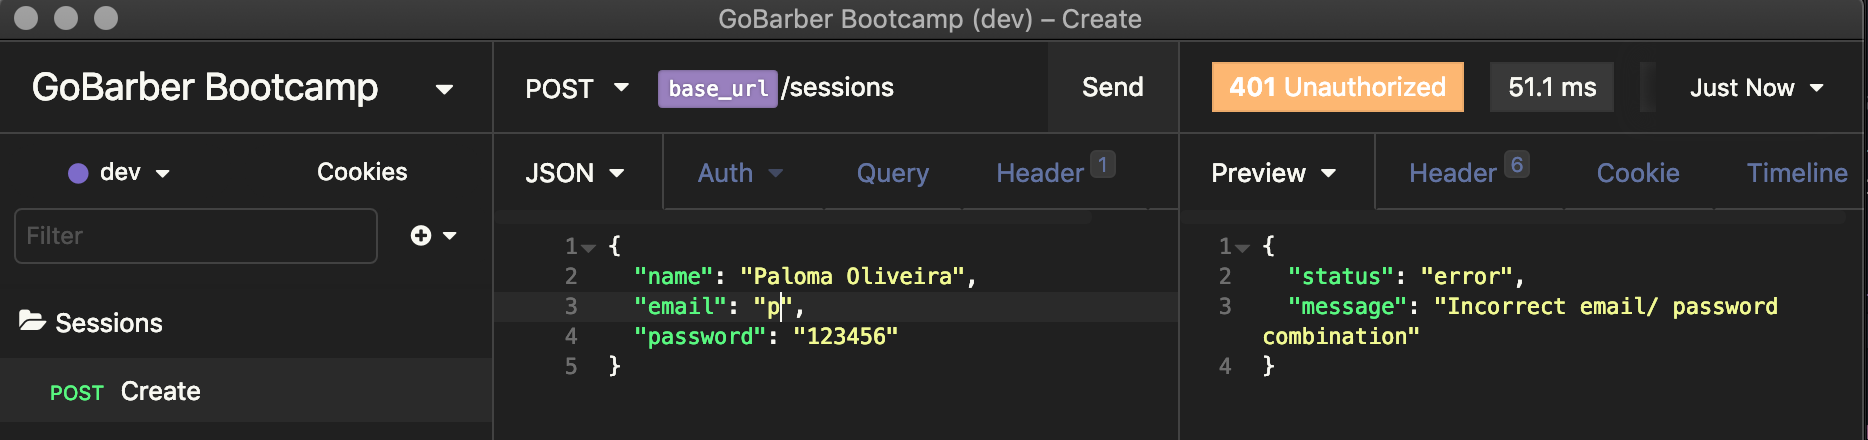 GoBarber Bootcamp (dev) – Create
GoBarber Bootcamp
POST base_url/sessions Send
401 Unauthorized 51.1 ms Just Now
dev Cookies
JSON Auth Query Header 1
Preview Header 6 Cookie Timeline
Filter
Sessions
POST Create
1 {
2 "name": "Paloma Oliveira",
3 "email": "p",
4 "password": "123456"
5 }
1 {
2 "status": "error",
3 "message": "Incorrect email/ password
combination"
4 }